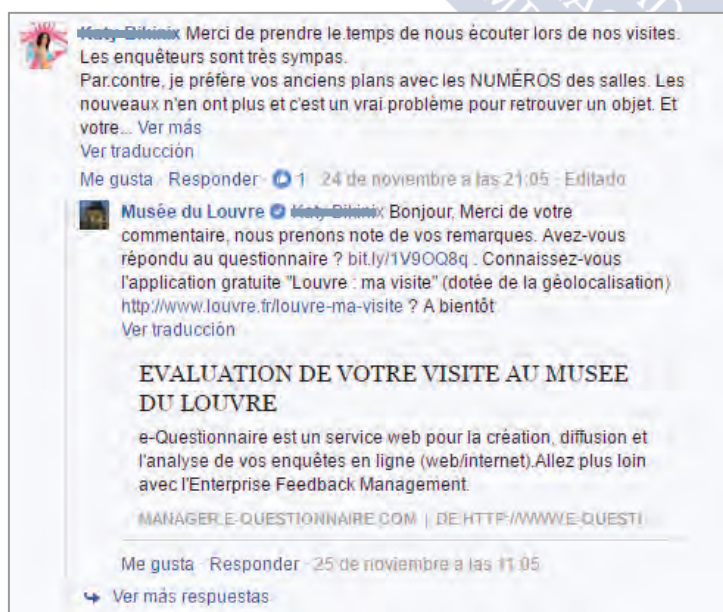 Merci de prendre le temps de nous écouter lors de nos visites.
Les enquêteurs sont très sympas.
Par.contre, je préfère vos anciens plans avec les NUMÉROS des salles. Les
nouveaux n'en ont plus et c'est un vrai problème pour retrouver un objet. Et
votre... Ver más
Ver traducción
Me gusta · Responder · 1 · 24 de noviembre a las 21:05 · Editado
Musée du Louvre Bonjour, Merci de votre
commentaire, nous prenons note de vos remarques. Avez-vous
répondu au questionnaire ? bit.ly/1V9OQ8q . Connaissez-vous
l'application gratuite "Louvre : ma visite" (dotée de la géolocalisation)
http://www.louvre.fr/louvre-ma-visite ? A bientôt
Ver traducción
EVALUATION DE VOTRE VISITE AU MUSEE
DU LOUVRE
e-Questionnaire est un service web pour la création, diffusion et
l'analyse de vos enquêtes en ligne (web/internet).Allez plus loin
avec l'Enterprise Feedback Management.
MANAGER.E-QUESTIONNAIRE.COM | DE HTTP://WWW.E-QUESTI
Me gusta · Responder · 25 de noviembre a las 11:05
Ver más respuestas